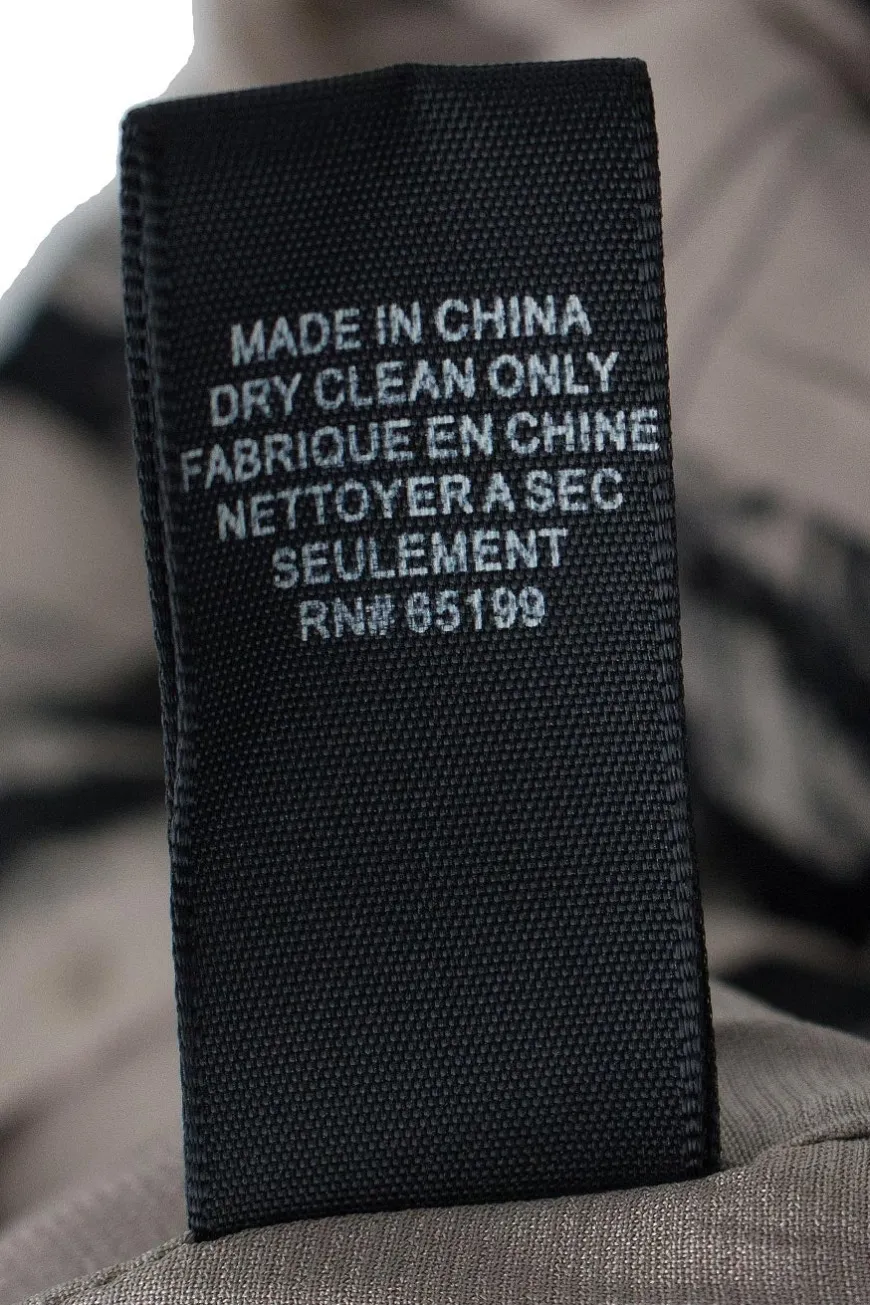 MADE IN CHINA
DRY CLEAN ONLY
FABRIQUE EN CHINE
NETTOYER A SEC
SEULEMENT
RN# 65199